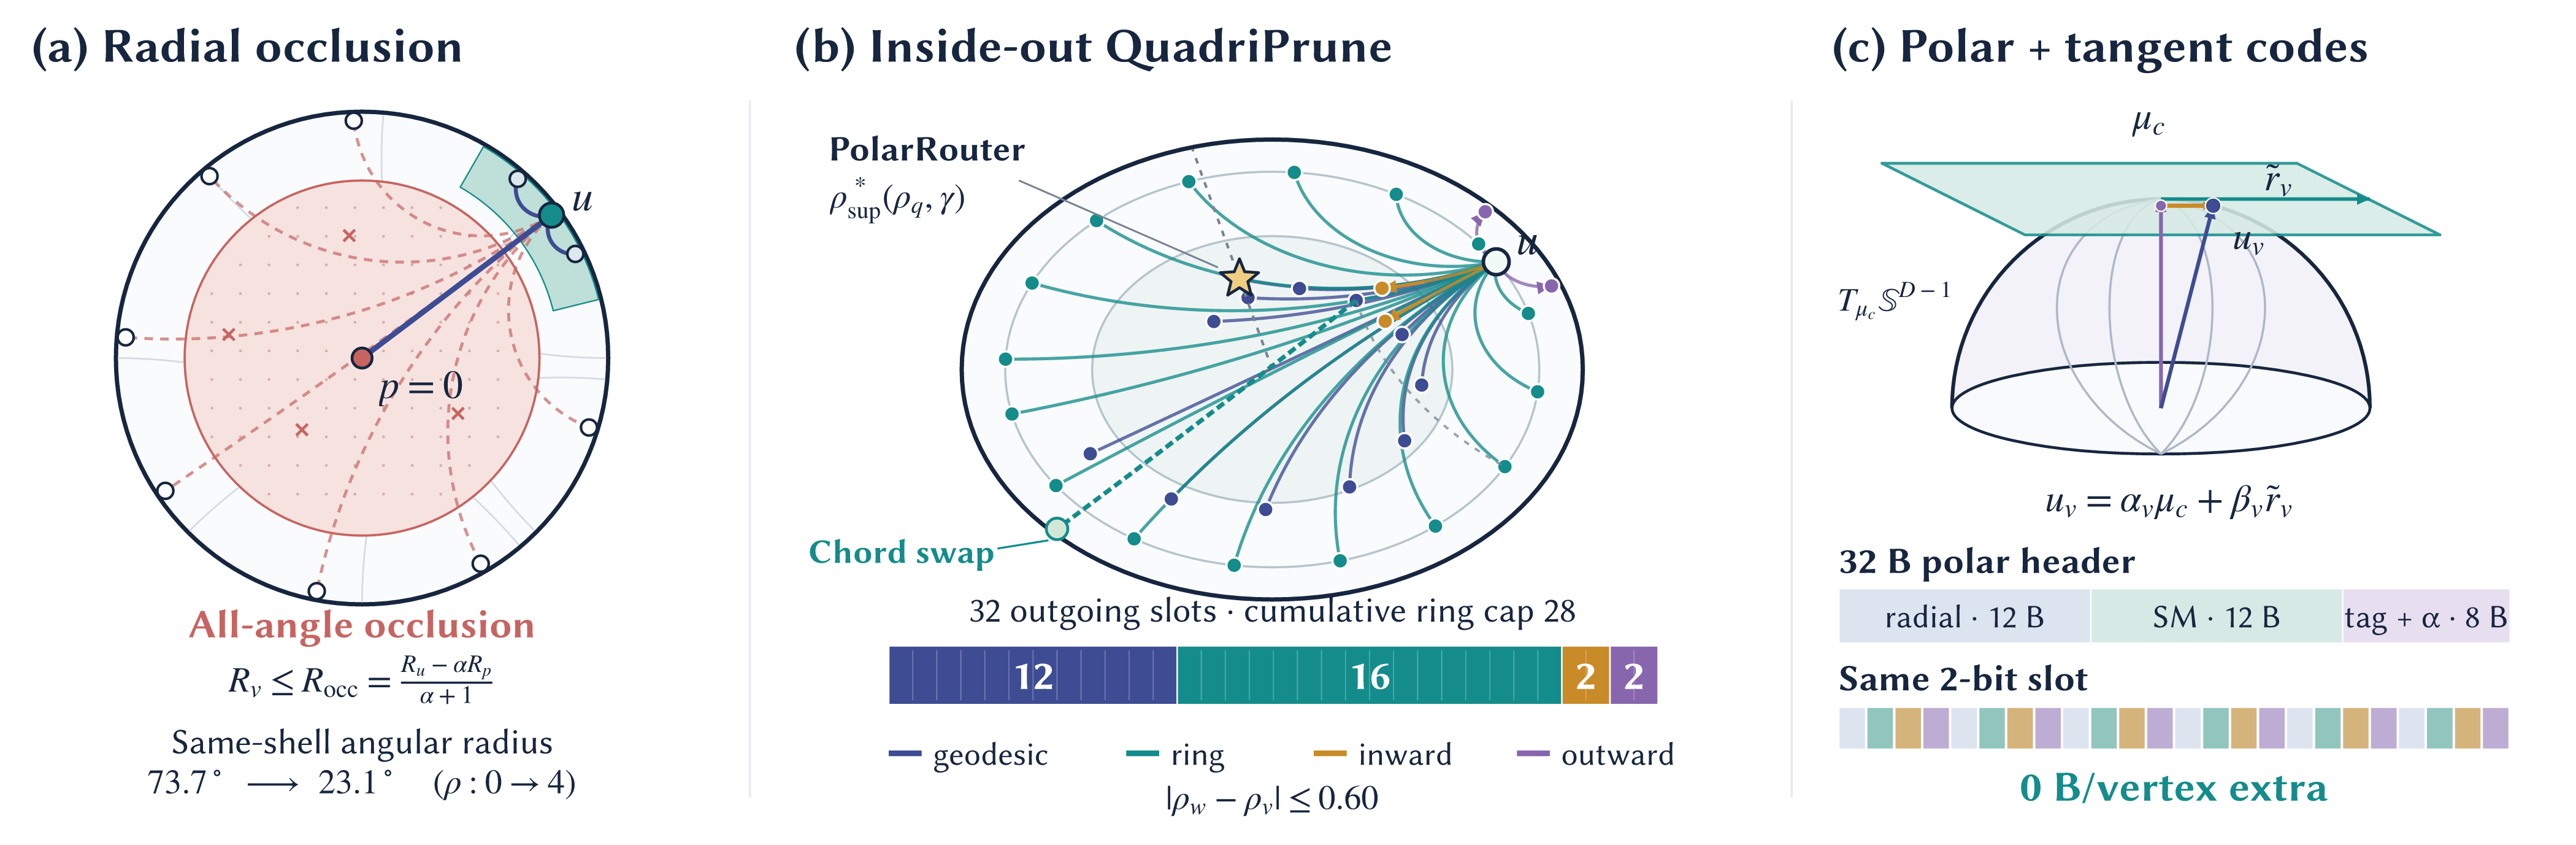 (a) Radial occlusion
u
p = 0
All-angle occlusion
R_v ≤ R_occ = (R_u − αR_p) / (α + 1)
Same-shell angular radius
73.7° ⟶ 23.1° (ρ : 0 → 4)
(b) Inside-out QuadriPrune
PolarRouter
ρ*_sup(ρ_q, γ)
u
Chord swap
32 outgoing slots · cumulative ring cap 28
12 16 2 2
geodesic ring inward outward
|ρ_w − ρ_v| ≤ 0.60
(c) Polar + tangent codes
μ_c
r̃_v
u_v
T_{μ_c} 𝕊^{D − 1}
u_v = α_v μ_c + β_v r̃_v
32 B polar header
radial · 12 B SM · 12 B tag + α · 8 B
Same 2-bit slot
0 B/vertex extra